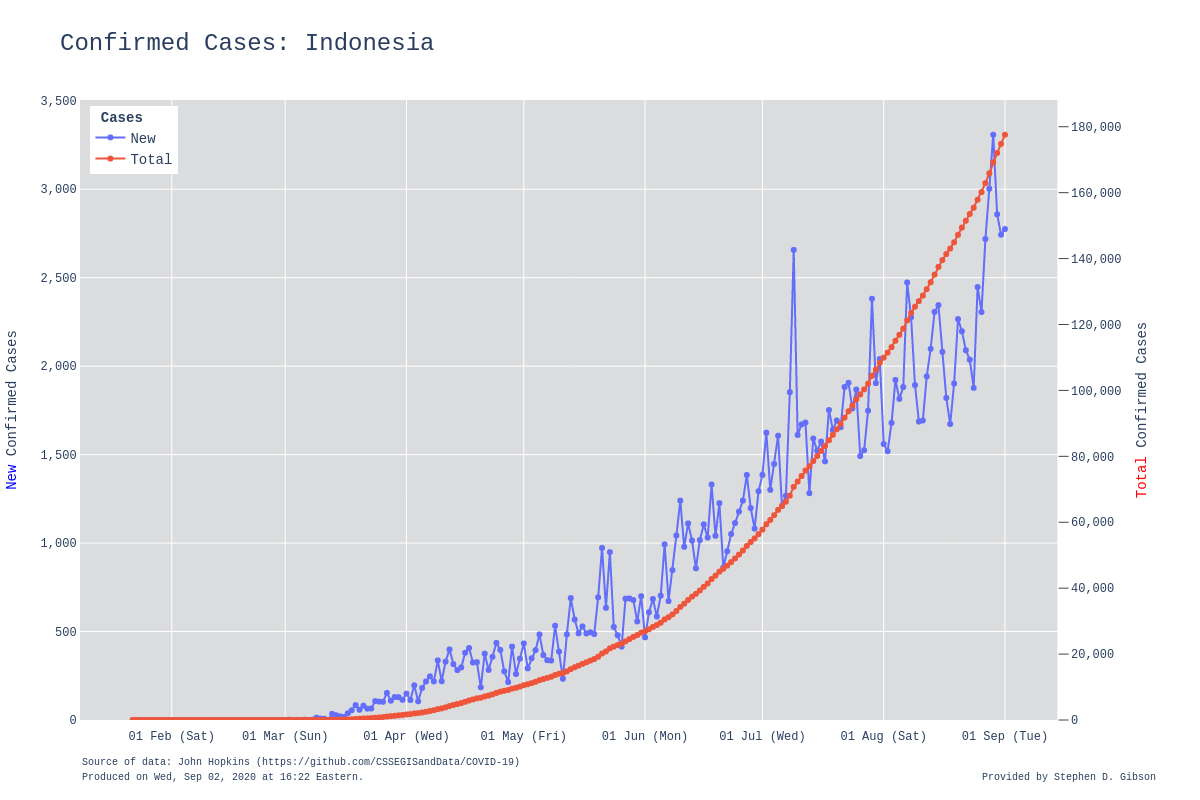 Confirmed Cases: Indonesia
Cases
New
Total
3,500
3,000
2,500
2,000
1,500
1,000
500
0
New Confirmed Cases
180,000
160,000
140,000
120,000
100,000
80,000
60,000
40,000
20,000
0
Total Confirmed Cases
01 Feb (Sat) 01 Mar (Sun) 01 Apr (Wed) 01 May (Fri) 01 Jun (Mon) 01 Jul (Wed) 01 Aug (Sat) 01 Sep (Tue)
Source of data: John Hopkins (https://github.com/CSSEGISandData/COVID-19)
Produced on Wed, Sep 02, 2020 at 16:22 Eastern.
Provided by Stephen D. Gibson